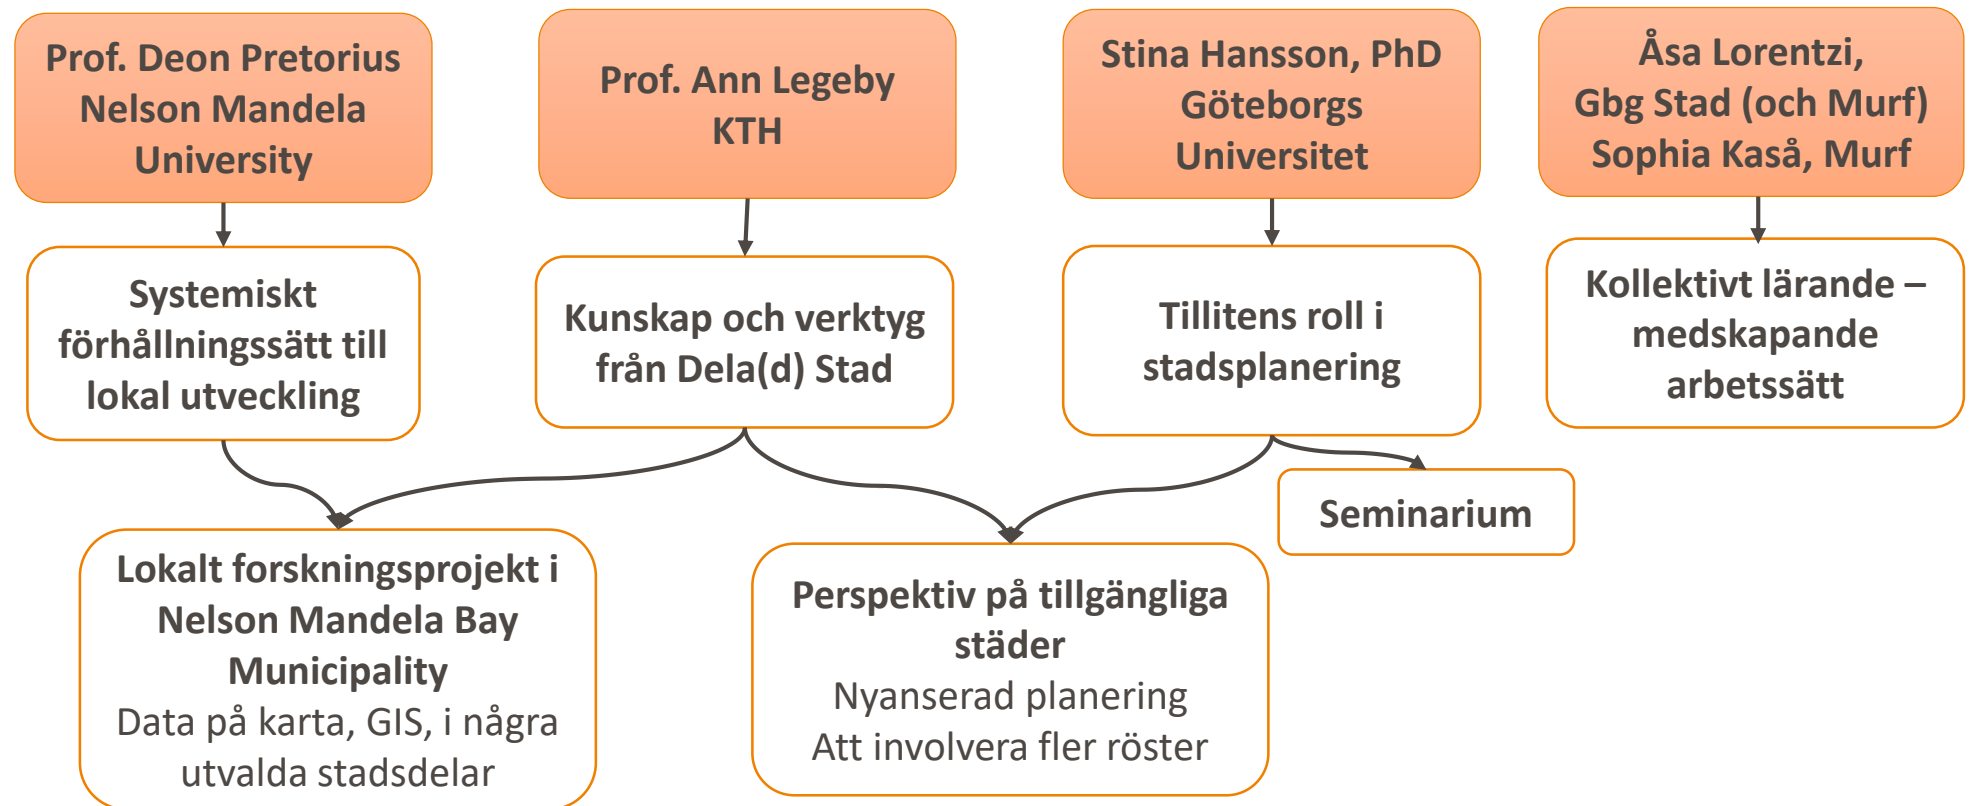 Prof. Deon Pretorius
Nelson Mandela
University
Prof. Ann Legeby
KTH
Stina Hansson, PhD
Göteborgs
Universitet
Åsa Lorentzi,
Gbg Stad (och Murf)
Sophia Kaså, Murf
Systemiskt
förhållningssätt till
lokal utveckling
Kunskap och verktyg
från Dela(d) Stad
Tillitens roll i
stadsplanering
Kollektivt lärande –
medskapande
arbetssätt
Seminarium
Lokalt forskningsprojekt i
Nelson Mandela Bay
Municipality
Data på karta, GIS, i några
utvalda stadsdelar
Perspektiv på tillgängliga
städer
Nyanserad planering
Att involvera fler röster